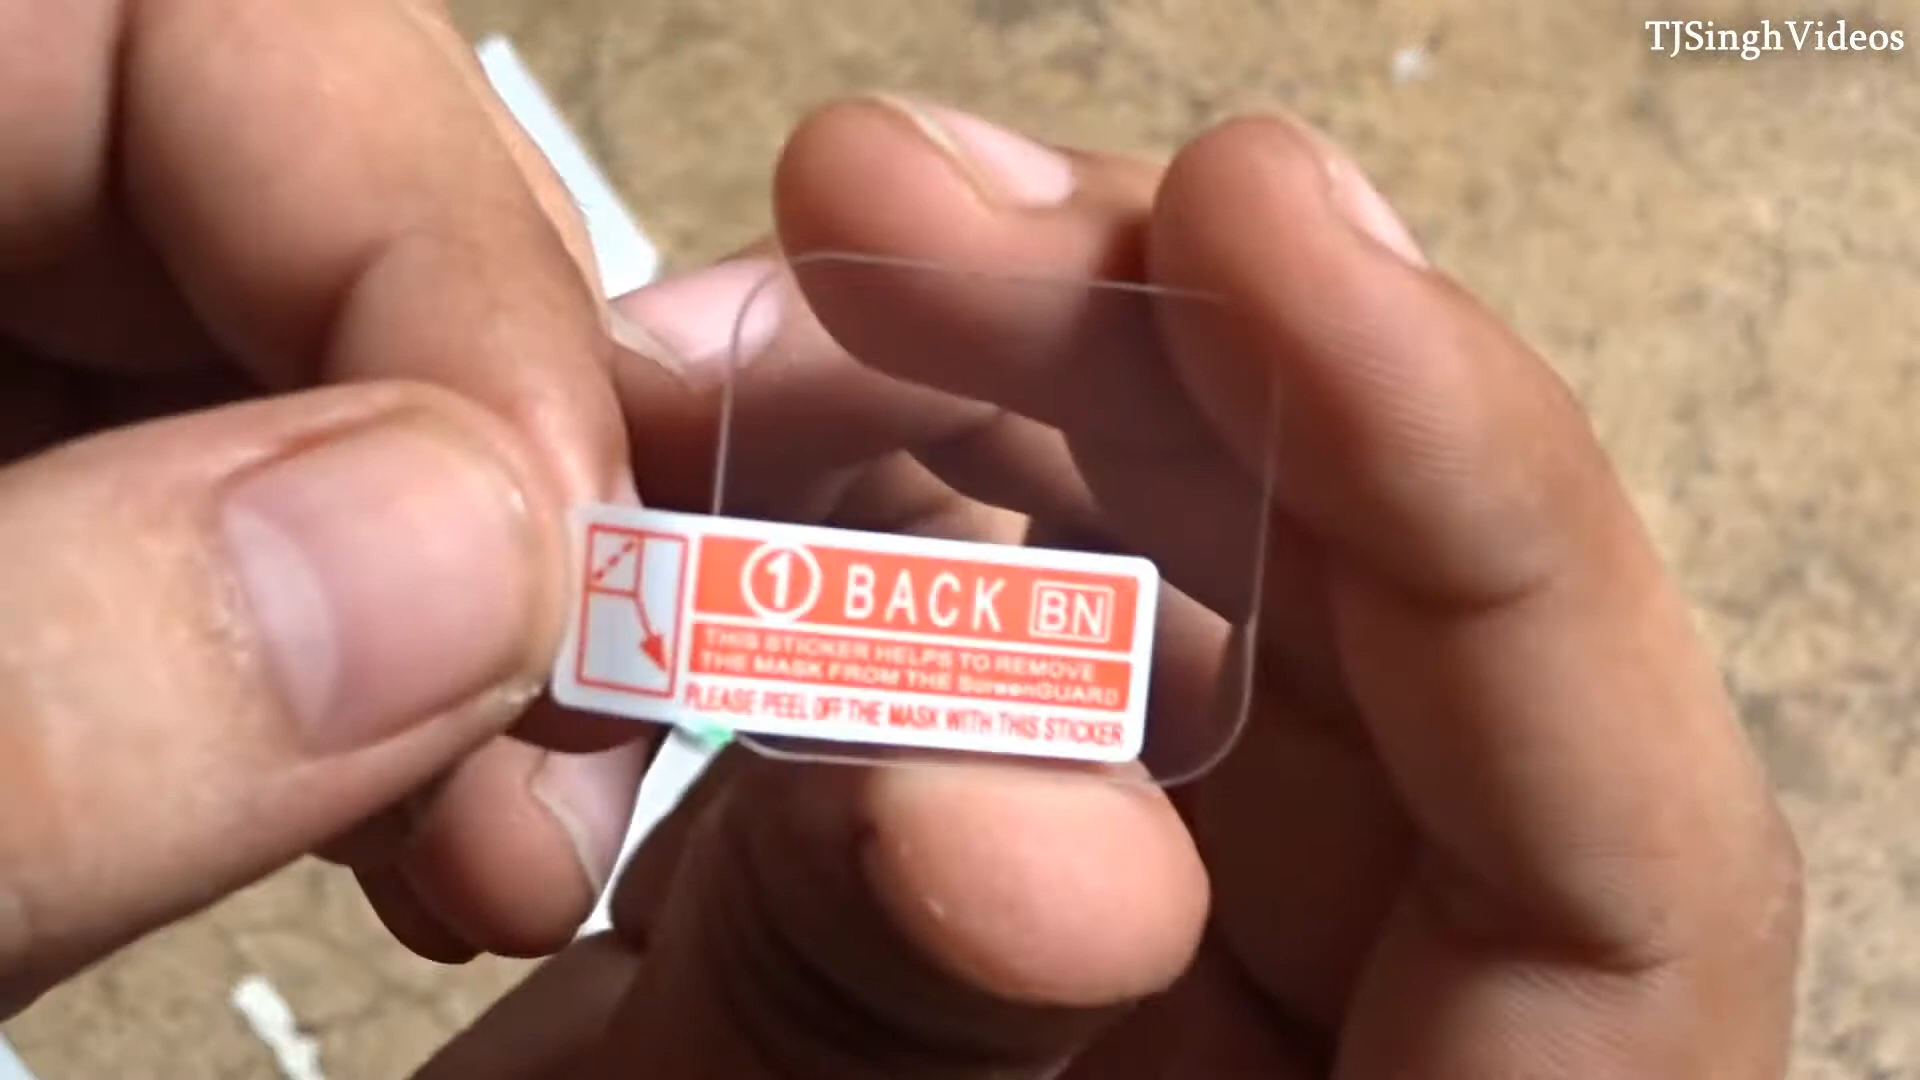 TJSinghVideos
1 BACK BN
THIS STICKER HELPS TO REMOVE
THE MASK FROM THE ScreenGUARD
PLEASE PEEL OFF THE MASK WITH THIS STICKER